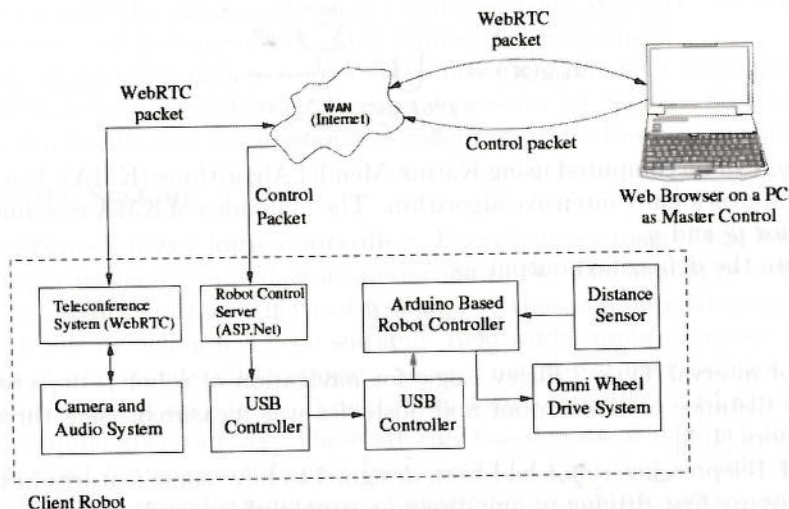 WebRTC
packet
WebRTC
packet
WAN
(Internet)
Control packet
Control
Packet
Web Browser on a PC
as Master Control
Teleconference
System (WebRTC)
Robot Control
Server
(ASP.Net)
Arduino Based
Robot Controller
Distance
Sensor
Camera and
Audio System
USB
Controller
USB
Controller
Omni Wheel
Drive System
Client Robot